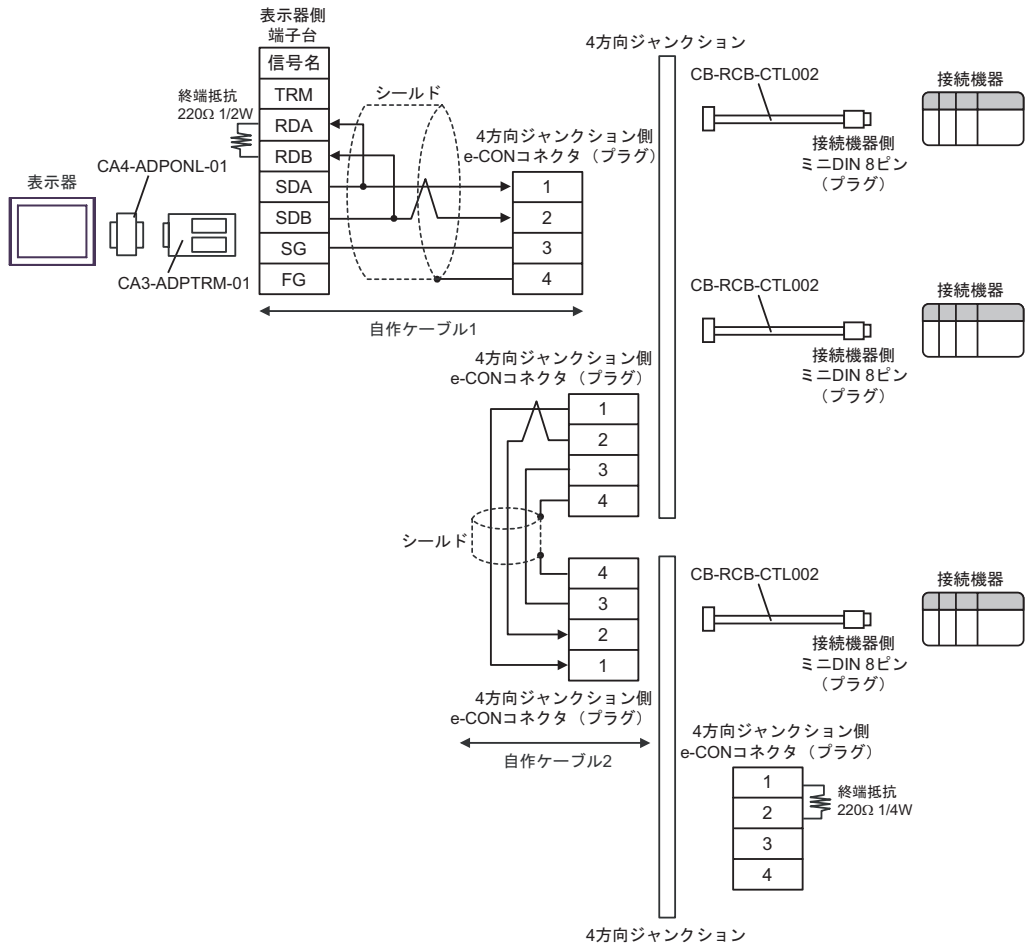 表示器側
端子台
信号名
TRM
RDA
RDB
SDA
SDB
SG
FG
終端抵抗
220Ω 1/2W
シールド
表示器
CA4-ADPONL-01
CA3-ADPTRM-01
4方向ジャンクション側
e-CONコネクタ（プラグ）
1
2
3
4
自作ケーブル1
4方向ジャンクション
CB-RCB-CTL002
接続機器側
ミニDIN 8ピン
（プラグ）
接続機器
CB-RCB-CTL002
接続機器側
ミニDIN 8ピン
（プラグ）
接続機器
4方向ジャンクション側
e-CONコネクタ（プラグ）
1
2
3
4
シールド
4
3
2
1
4方向ジャンクション側
e-CONコネクタ（プラグ）
自作ケーブル2
CB-RCB-CTL002
接続機器側
ミニDIN 8ピン
（プラグ）
接続機器
4方向ジャンクション側
e-CONコネクタ（プラグ）
1
2
3
4
終端抵抗
220Ω 1/4W
4方向ジャンクション